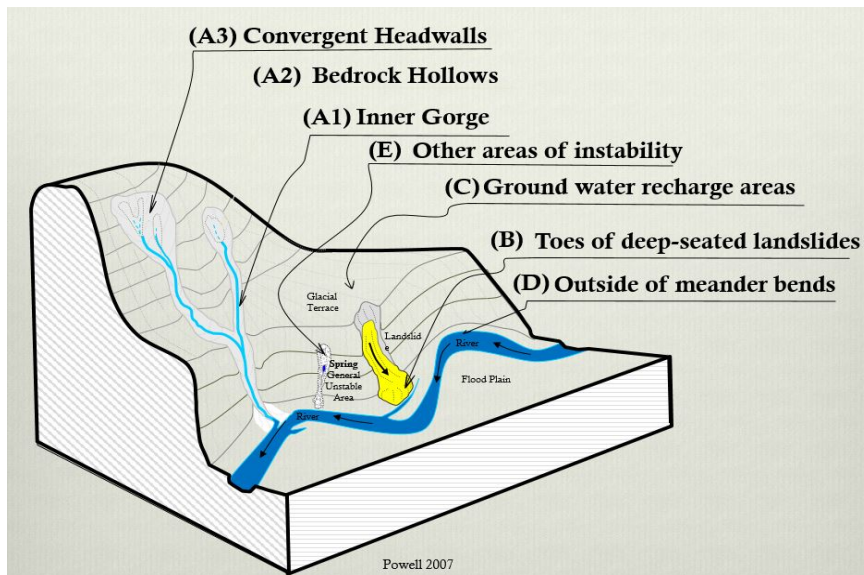 (A3) Convergent Headwalls
(A2) Bedrock Hollows
(A1) Inner Gorge
(E) Other areas of instability
(C) Ground water recharge areas
(B) Toes of deep-seated landslides
(D) Outside of meander bends
Glacial
Terrace
Landslid
e
River
Spring
General
Unstable
Area
Flood Plain
River
Powell 2007